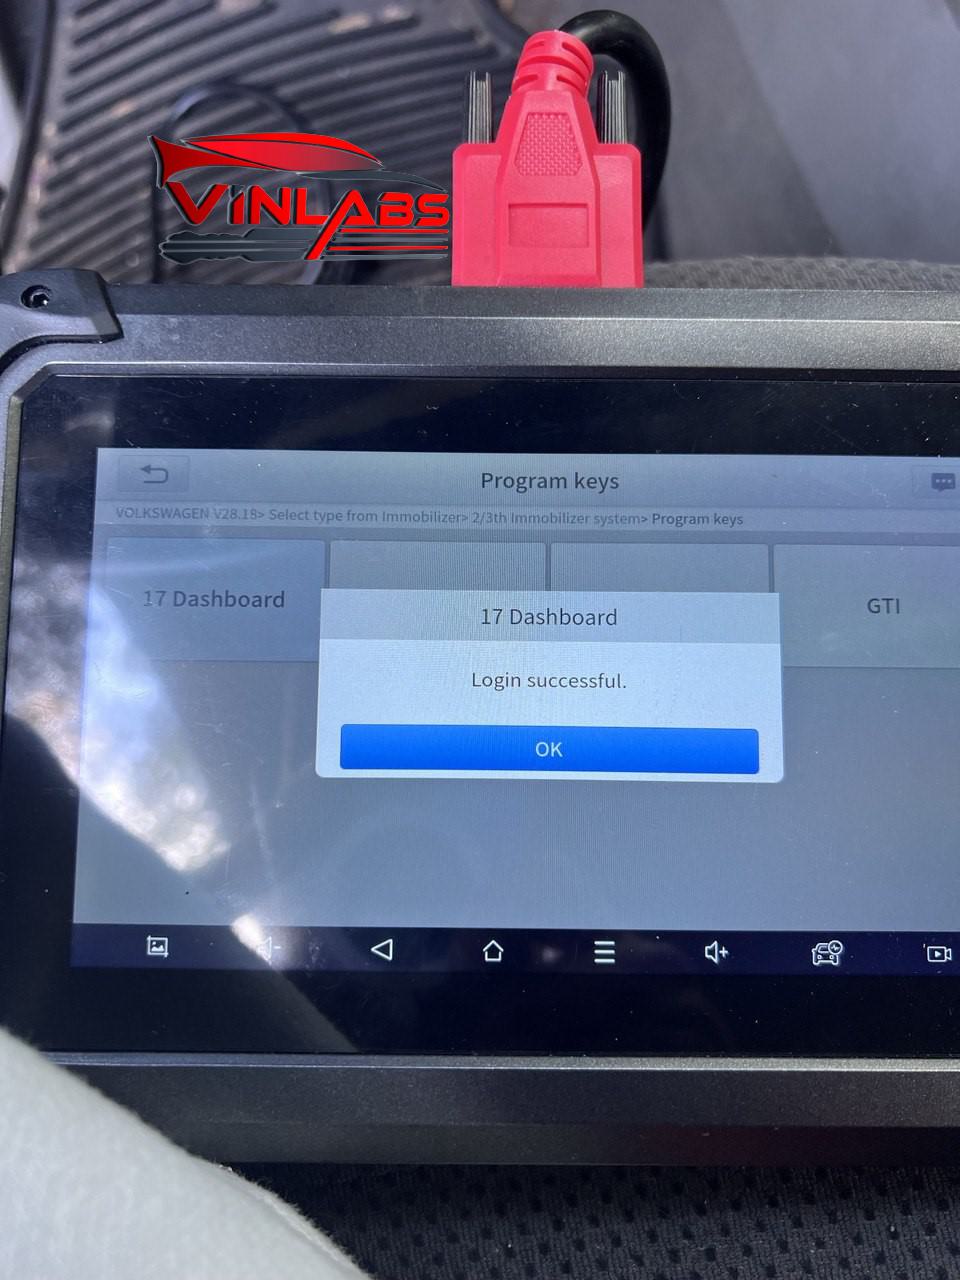 VINLABS
Program keys
VOLKSWAGEN V28.18> Select type from Immobilizer> 2/3th Immobilizer system> Program keys
17 Dashboard
GTI
17 Dashboard
Login successful.
OK